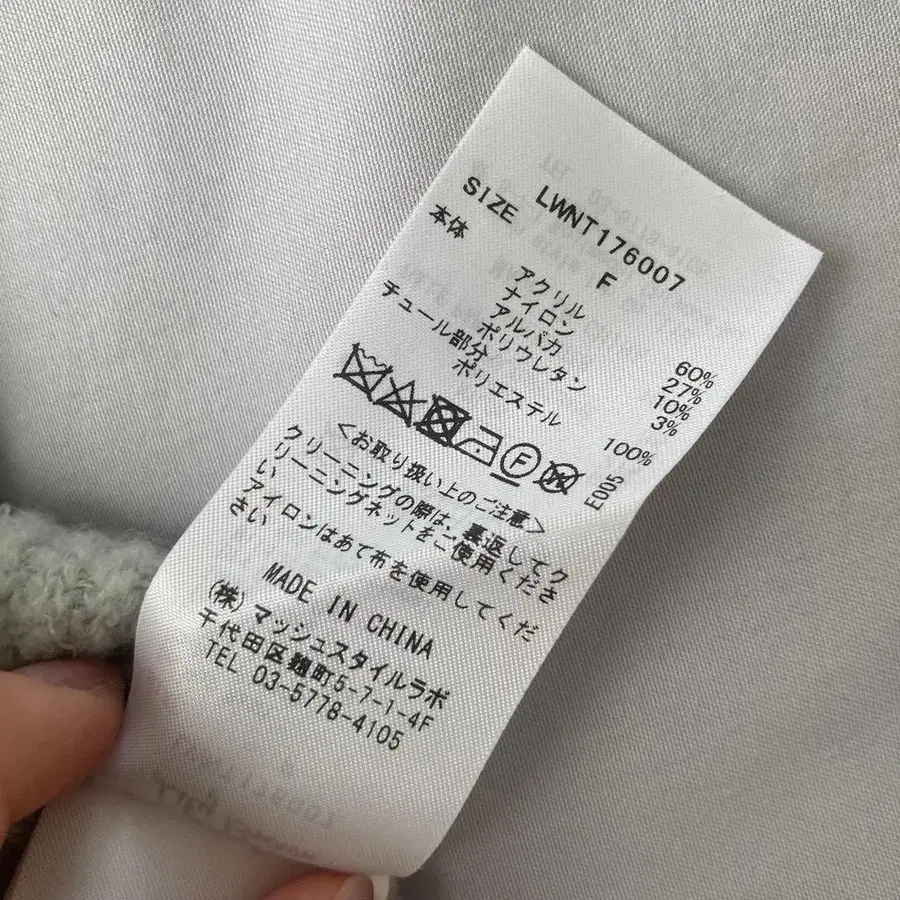 LWNT176007
SIZE F
本体
アクリル 60%
ナイロン 27%
アルパカ 10%
ポリウレタン 3%
チュール部分
ポリエステル 100%
F
W
E005
<お取り扱い上のご注意>
クリーニングの際は、裏返してク
リーニングネットをご使用くださ
い
アイロンはあて布を使用してくだ
さい
MADE IN CHINA
(株)マッシュスタイルラボ
千代田区麹町5-7-1-4F
TEL 03-5778-4105